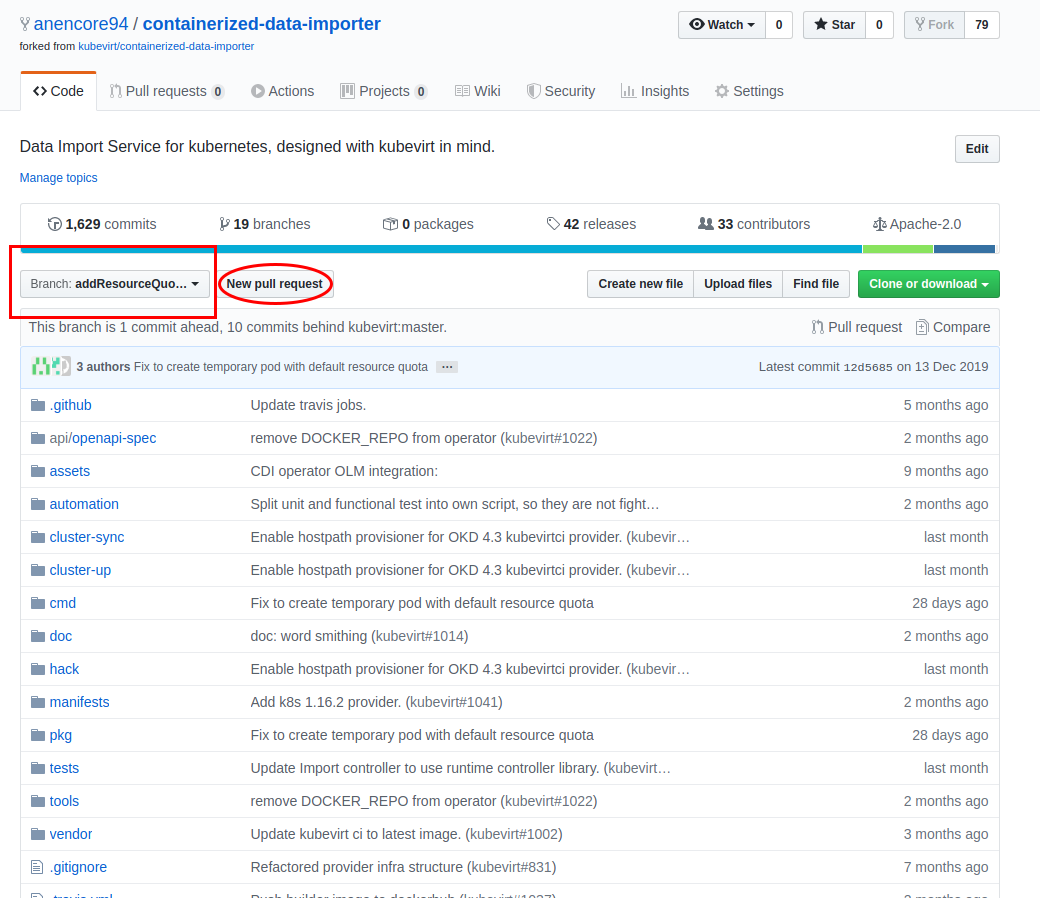 anencore94 / containerized-data-importer
Watch 0 Star 0 Fork 79
forked from kubevirt/containerized-data-importer
Code Pull requests 0 Actions Projects 0 Wiki Security Insights Settings
Data Import Service for kubernetes, designed with kubevirt in mind.
Edit
Manage topics
1,629 commits 19 branches 0 packages 42 releases 33 contributors Apache-2.0
Branch: addResourceQuo... New pull request Create new file Upload files Find file Clone or download
This branch is 1 commit ahead, 10 commits behind kubevirt:master. Pull request Compare
3 authors Fix to create temporary pod with default resource quota ... Latest commit 12d5685 on 13 Dec 2019
.github Update travis jobs. 5 months ago
api/openapi-spec remove DOCKER_REPO from operator (kubevirt#1022) 2 months ago
assets CDI operator OLM integration: 9 months ago
automation Split unit and functional test into own script, so they are not fight… 2 months ago
cluster-sync Enable hostpath provisioner for OKD 4.3 kubevirtci provider. (kubevir… last month
cluster-up Enable hostpath provisioner for OKD 4.3 kubevirtci provider. (kubevir… last month
cmd Fix to create temporary pod with default resource quota 28 days ago
doc doc: word smithing (kubevirt#1014) 2 months ago
hack Enable hostpath provisioner for OKD 4.3 kubevirtci provider. (kubevir… last month
manifests Add k8s 1.16.2 provider. (kubevirt#1041) 2 months ago
pkg Fix to create temporary pod with default resource quota 28 days ago
tests Update Import controller to use runtime controller library. (kubevirt… last month
tools remove DOCKER_REPO from operator (kubevirt#1022) 2 months ago
vendor Update kubevirt ci to latest image. (kubevirt#1002) 3 months ago
.gitignore Refactored provider infra structure (kubevirt#831) 7 months ago